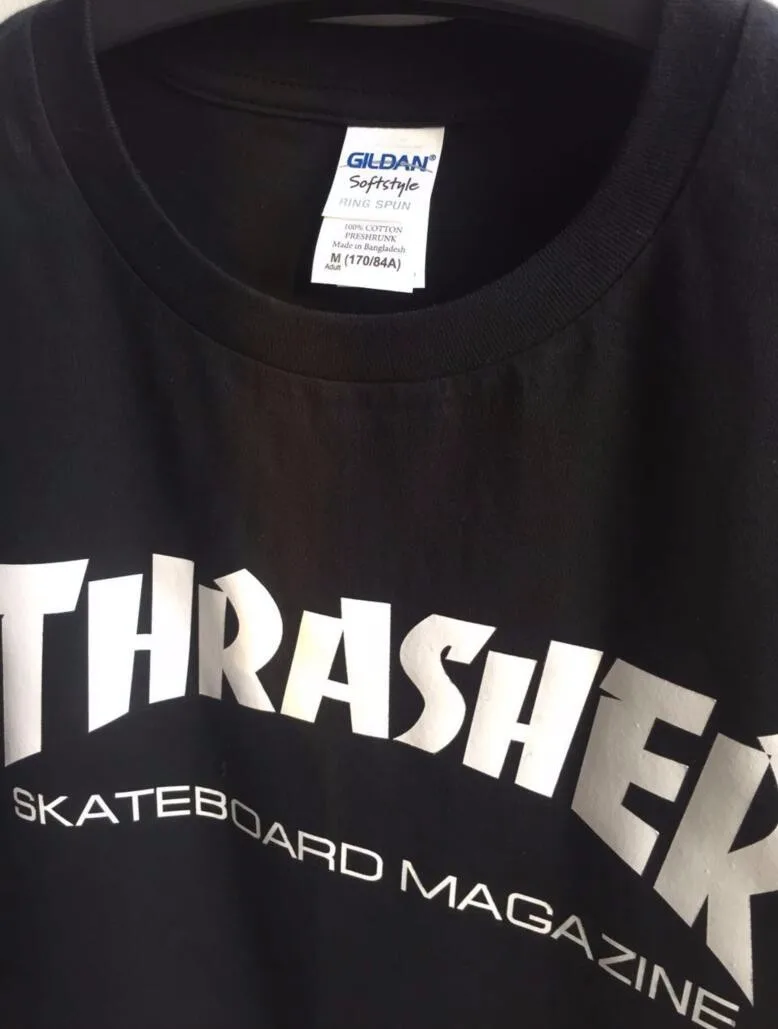 GILDAN®
Softstyle
RING SPUN
100% COTTON
PRESHRUNK
Made in Bangladesh
M (170/84A)
Adult
THRASHER
SKATEBOARD MAGAZINE